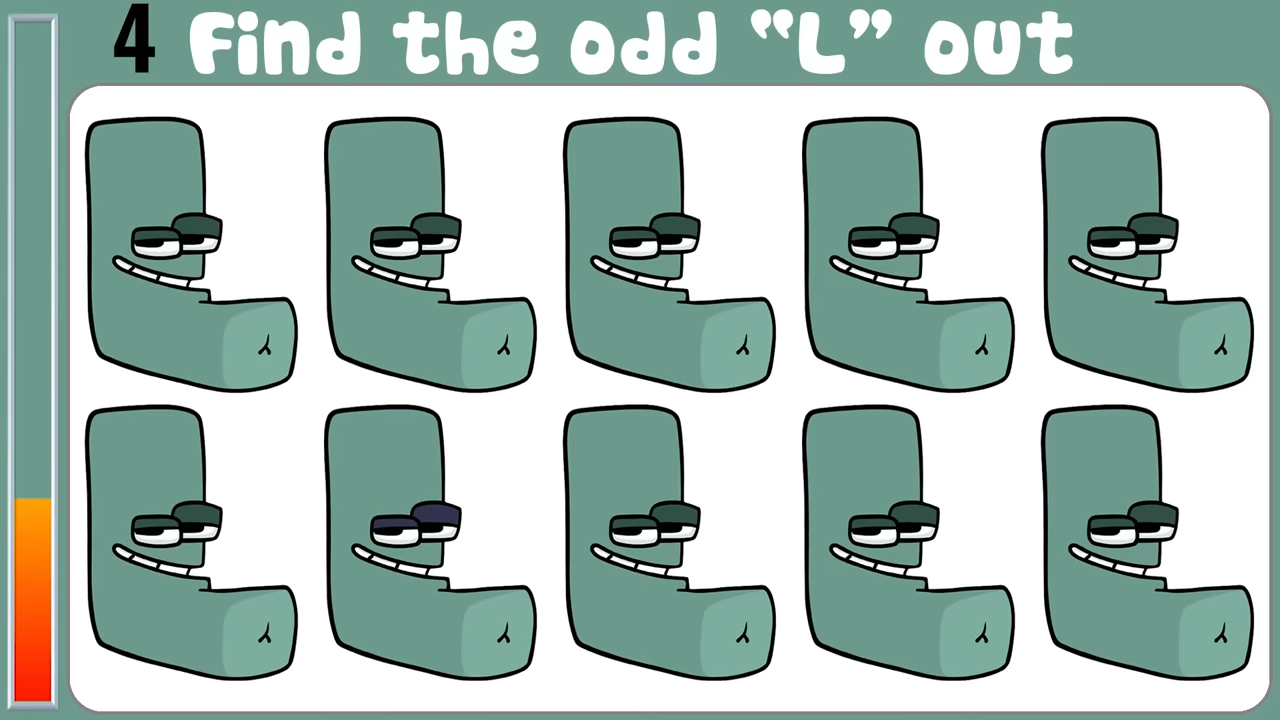 4 Find the odd “L” out